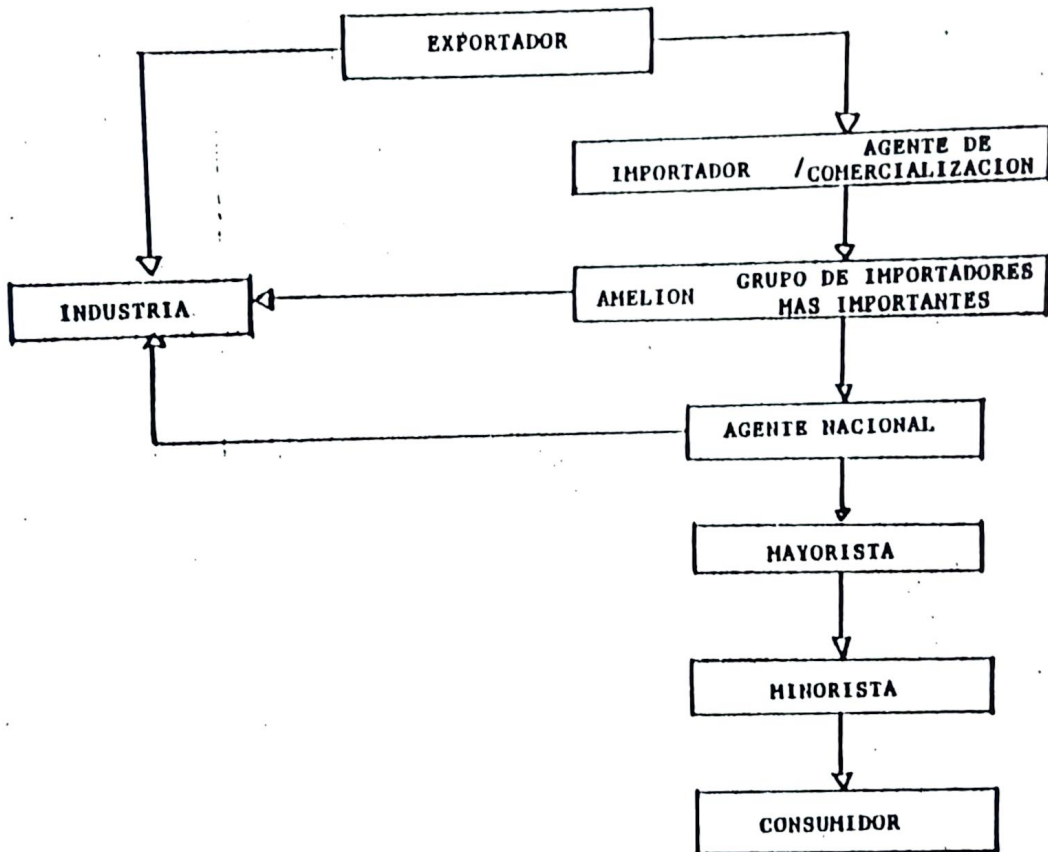 EXPORTADOR
IMPORTADOR / AGENTE DE
COMERCIALIZACION
AMELION GRUPO DE IMPORTADORES
MAS IMPORTANTES
INDUSTRIA
AGENTE NACIONAL
MAYORISTA
MINORISTA
CONSUMIDOR